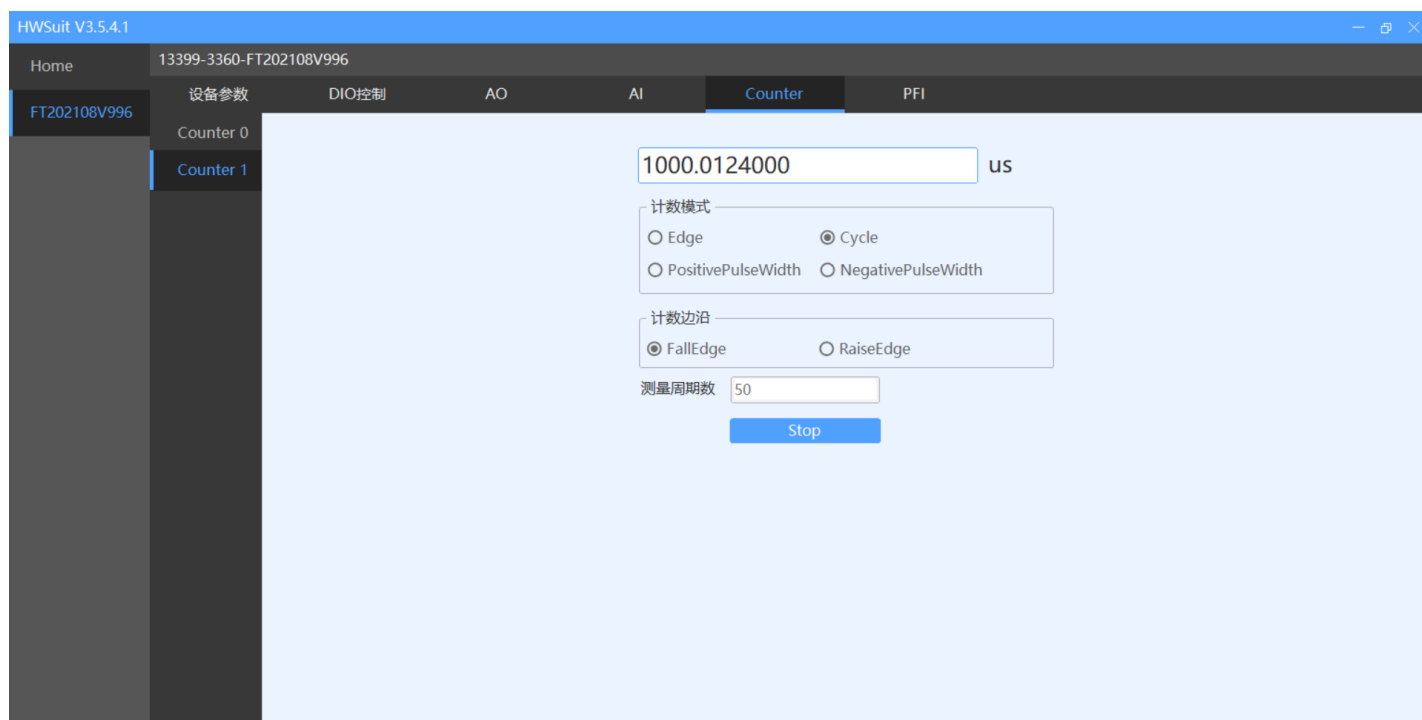 HWSuit V3.5.4.1
Home
13399-3360-FT202108V996
FT202108V996
设备参数 DIO控制 AO AI Counter PFI
Counter 0
Counter 1
1000.0124000 us
计数模式
Edge Cycle
PositivePulseWidth NegativePulseWidth
计数边沿
FallEdge RaiseEdge
测量周期数 50
Stop